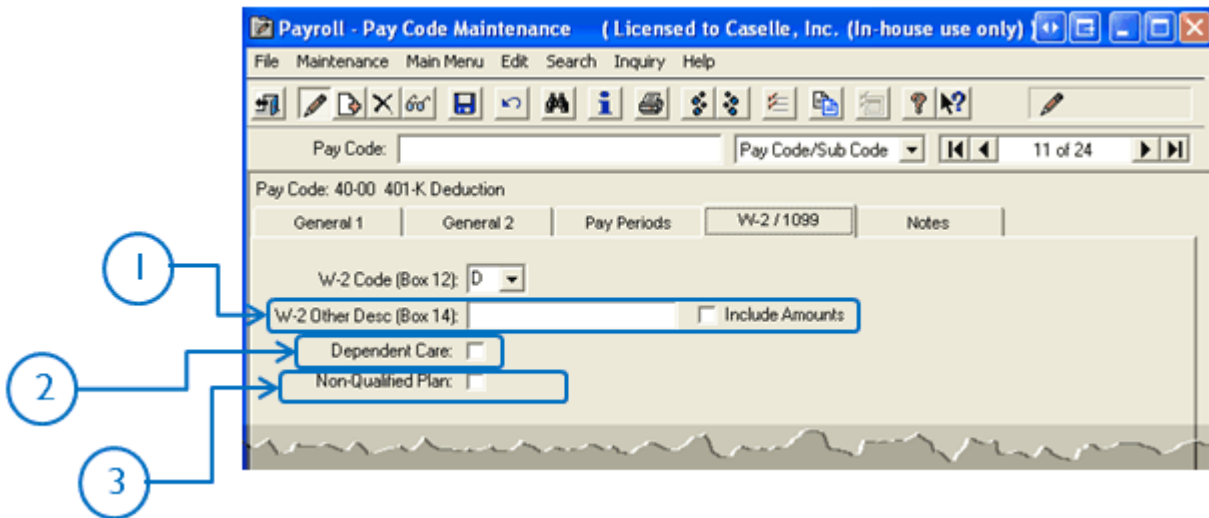 Payroll - Pay Code Maintenance ( Licensed to Caselle, Inc. (In-house use only) )
File Maintenance Main Menu Edit Search Inquiry Help
Pay Code: Pay Code/Sub Code 11 of 24
Pay Code: 40-00 401-K Deduction
General 1 General 2 Pay Periods W-2 / 1099 Notes
1
W-2 Code (Box 12): D
W-2 Other Desc (Box 14): Include Amounts
2
Dependent Care:
Non-Qualified Plan:
3